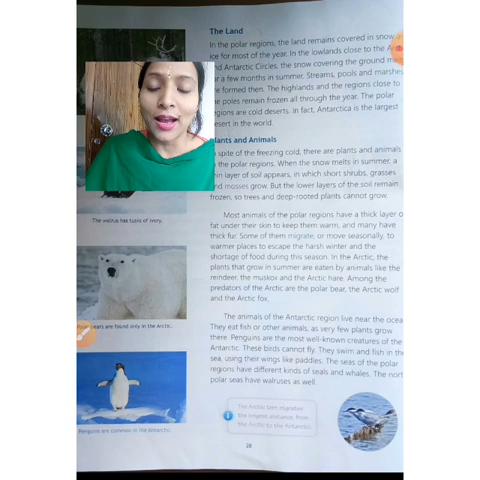 The Land
In the polar regions, the land remains covered in snow
ice for most of the year. In the lowlands close to the
and Antarctic Circles, the snow covering the ground
for a few months in summer. Streams, pools and marshes
are formed then. The highlands and the regions close to
the poles remain frozen all through the year. The polar
regions are cold deserts. In fact, Antarctica is the largest
desert in the world.
Plants and Animals
spite of the freezing cold, there are plants and animals
the polar regions. When the snow melts in summer, a
thin layer of soil appears, in which short shrubs, grasses
and mosses grow. But the lower layers of the soil remain
frozen, so trees and deep-rooted plants cannot grow.
Most animals of the polar regions have a thick layer o
fat under their skin to keep them warm, and many have
thick fur. Some of them migrate, or move seasonally, to
warmer places to escape the harsh winter and the
shortage of food during this season. In the Arctic, the
plants that grow in summer are eaten by animals like the
reindeer, the muskox and the Arctic hare. Among the
predators of the Arctic are the polar bear, the Arctic wolf
and the Arctic fox.
The animals of the Antarctic region live near the ocea
They eat fish or other animals, as very few plants grow
there. Penguins are the most well-known creatures of the
Antarctic. These birds cannot fly. They swim and fish in the
sea, using their wings like paddles. The seas of the polar
regions have different kinds of seals and whales. The nort
polar seas have walruses as well.
The walrus has tusks of ivory.
Polar bears are found only in the Arctic.
Penguins are common in the Antarctic.
The Arctic tern migrates
the longest distance, from
the Arctic to the Antarctic.
28